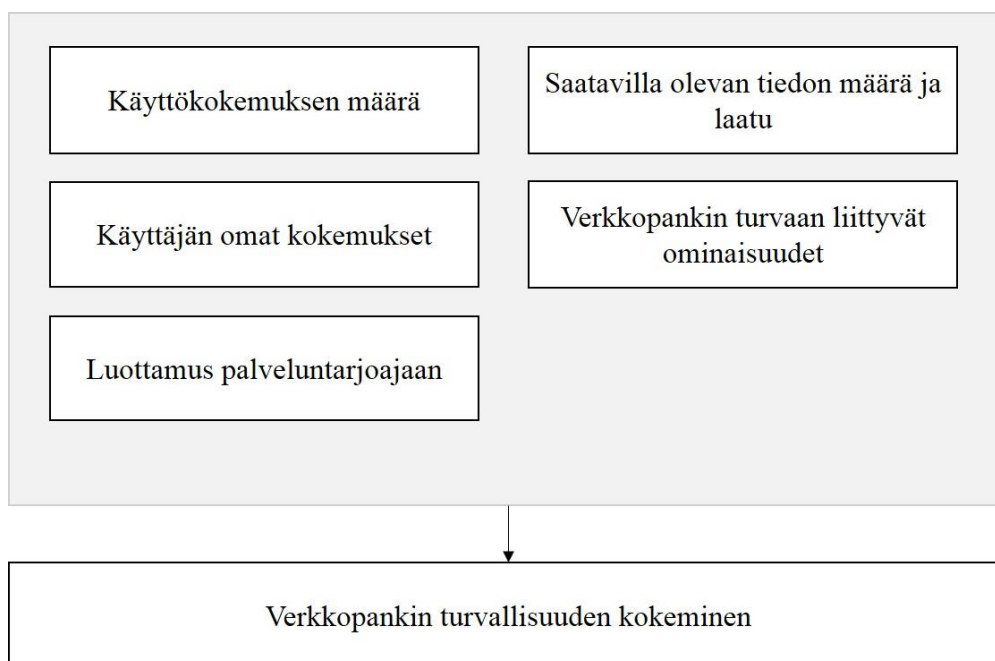 Käyttökokemuksen määrä
Saatavilla olevan tiedon määrä ja
laatu
Käyttäjän omat kokemukset
Verkkopankin turvaan liittyvät
ominaisuudet
Luottamus palveluntarjoajaan
Verkkopankin turvallisuuden kokeminen